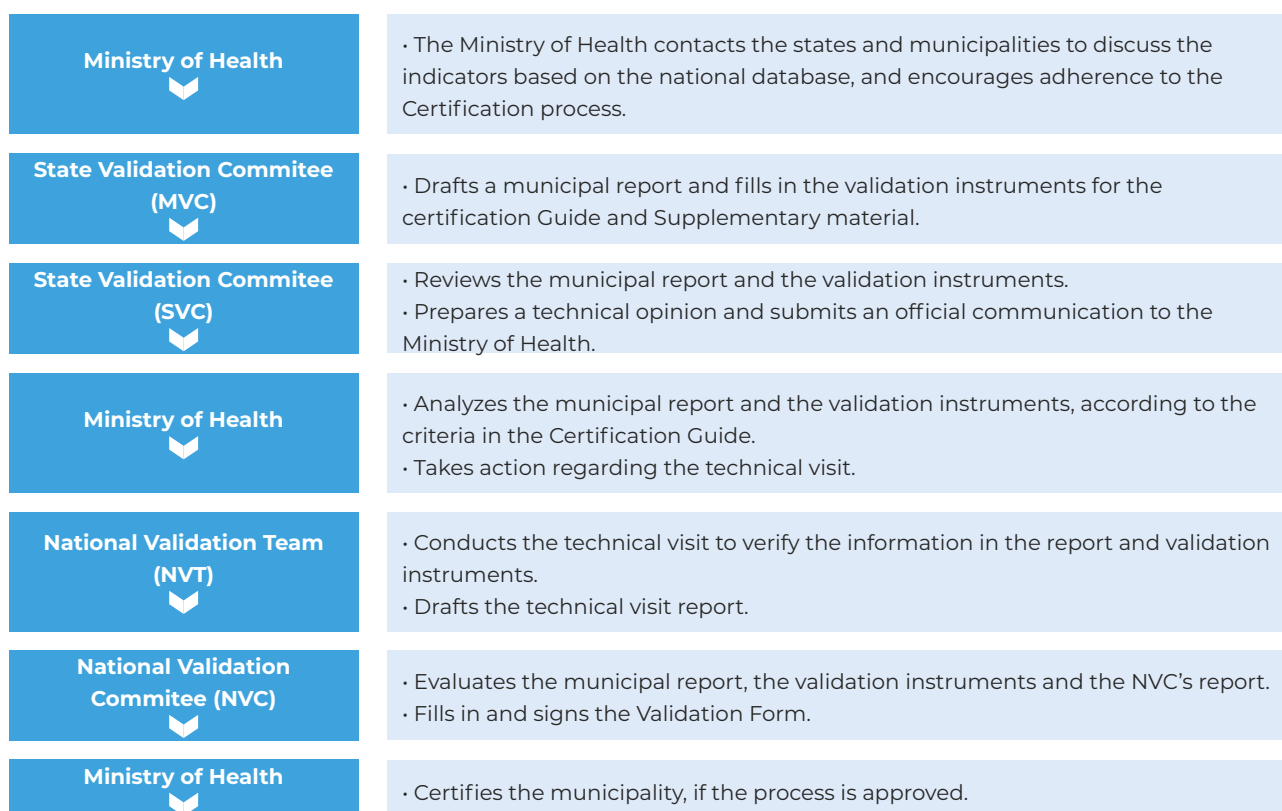 Ministry of Health
· The Ministry of Health contacts the states and municipalities to discuss the
indicators based on the national database, and encourages adherence to the
Certification process.
State Validation Commitee
(MVC)
· Drafts a municipal report and fills in the validation instruments for the
certification Guide and Supplementary material.
State Validation Commitee
(SVC)
· Reviews the municipal report and the validation instruments.
· Prepares a technical opinion and submits an official communication to the
Ministry of Health.
Ministry of Health
· Analyzes the municipal report and the validation instruments, according to the
criteria in the Certification Guide.
· Takes action regarding the technical visit.
National Validation Team
(NVT)
· Conducts the technical visit to verify the information in the report and validation
instruments.
· Drafts the technical visit report.
National Validation
Commitee (NVC)
· Evaluates the municipal report, the validation instruments and the NVC’s report.
· Fills in and signs the Validation Form.
Ministry of Health
· Certifies the municipality, if the process is approved.